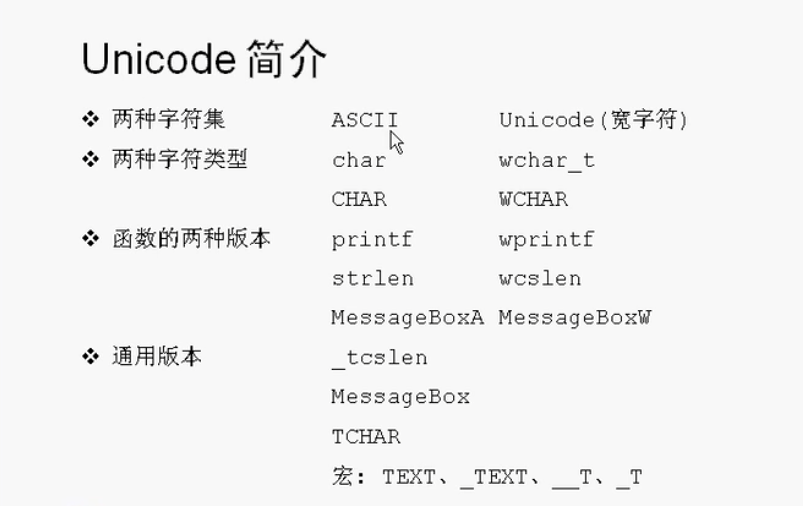 Unicode 简介
❖ 两种字符集 ASCII Unicode(宽字符)
❖ 两种字符类型 char wchar_t
CHAR WCHAR
❖ 函数的两种版本 printf wprintf
strlen wcslen
MessageBoxA MessageBoxW
❖ 通用版本 _tcslen
MessageBox
TCHAR
宏: TEXT、_TEXT、__T、_T